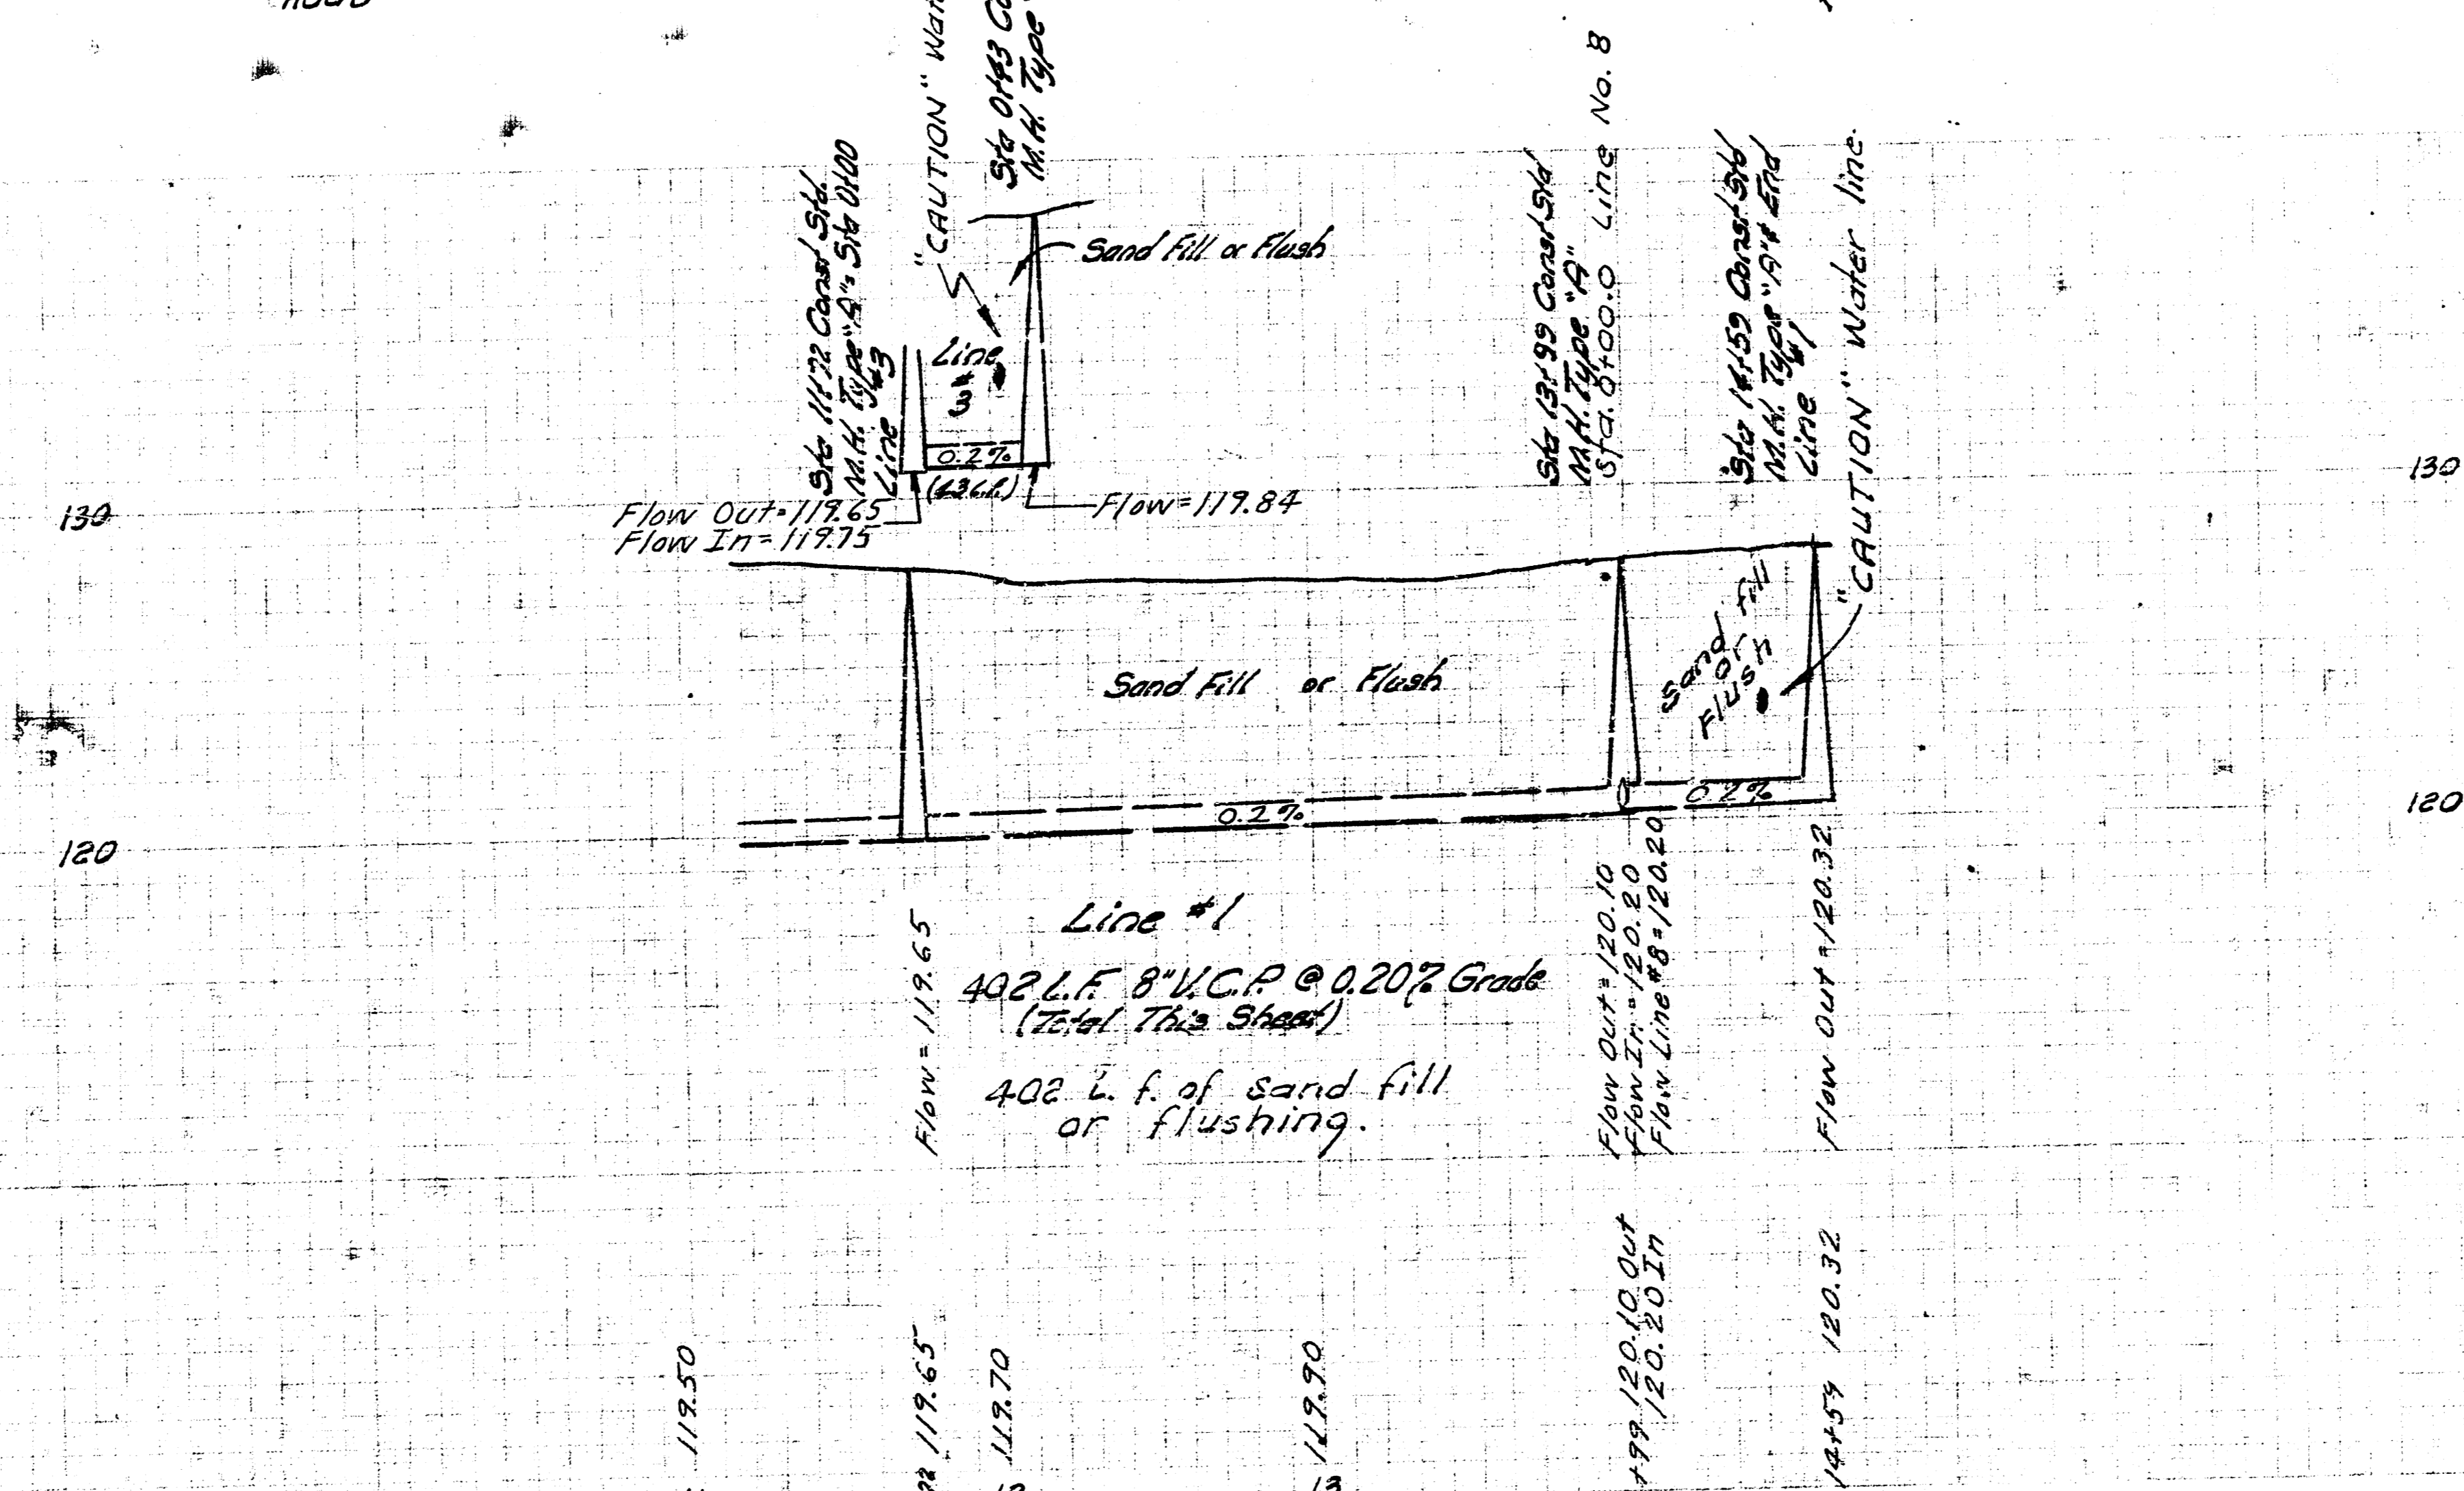 "CAUTION" Wat
Sta 0+43 Co
M.H. Type
Sta 11+72 Const Std.
M.H. Type "A" = Sta 0+00
Line #3
Sand Fill or Flush
Line
#3
0.2%
(43 L.F.)
Flow Out=119.65
Flow In=119.75
Flow=119.84
Sta 13+99 Const Std
M.H. Type "A"
Sta. 0+00.0 Line No. 8
Sta 14+59 Const Std
M.H. Type "A" & End
Line #1
"CAUTION" Water line
130
130
Sand Fill or Flush
Sand Fill
or
Flush
0.2%
0.2%
120
120
Line #1
402 L.F. 8" V.C.P. @ 0.20% Grade
(Total This Sheet)
402 L. f. of Sand fill
or flushing.
Flow = 119.65
Flow Out = 120.10
Flow In = 120.20
Flow Line #8 = 120.20
Flow Out = 120.32
119.50
119.65
119.70
119.90
+99 120.10 Out
120.20 In
14+59 120.32
12
13